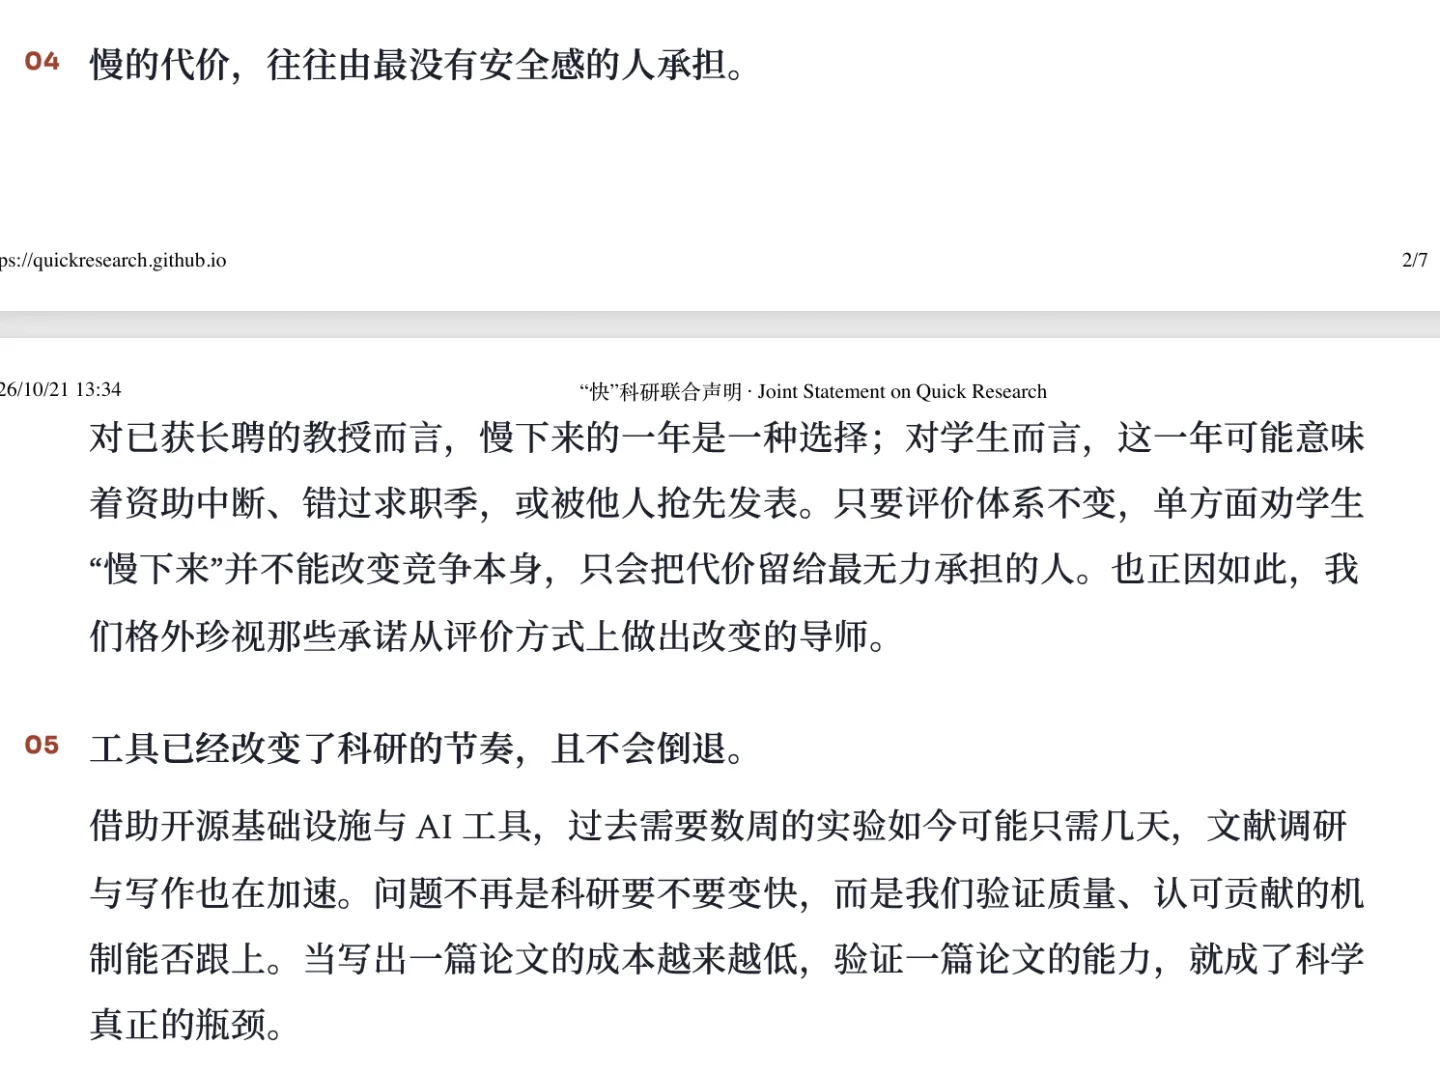 04 慢的代价，往往由最没有安全感的人承担。
ps://quickresearch.github.io 2/7
26/10/21 13:34 “快”科研联合声明 · Joint Statement on Quick Research
对已获长聘的教授而言，慢下来的一年是一种选择；对学生而言，这一年可能意味
着资助中断、错过求职季，或被他人抢先发表。只要评价体系不变，单方面劝学生
“慢下来”并不能改变竞争本身，只会把代价留给最无力承担的人。也正因如此，我
们格外珍视那些承诺从评价方式上做出改变的导师。
05 工具已经改变了科研的节奏，且不会倒退。
借助开源基础设施与 AI 工具，过去需要数周的实验如今可能只需几天，文献调研
与写作也在加速。问题不再是科研要不要变快，而是我们验证质量、认可贡献的机
制能否跟上。当写出一篇论文的成本越来越低，验证一篇论文的能力，就成了科学
真正的瓶颈。